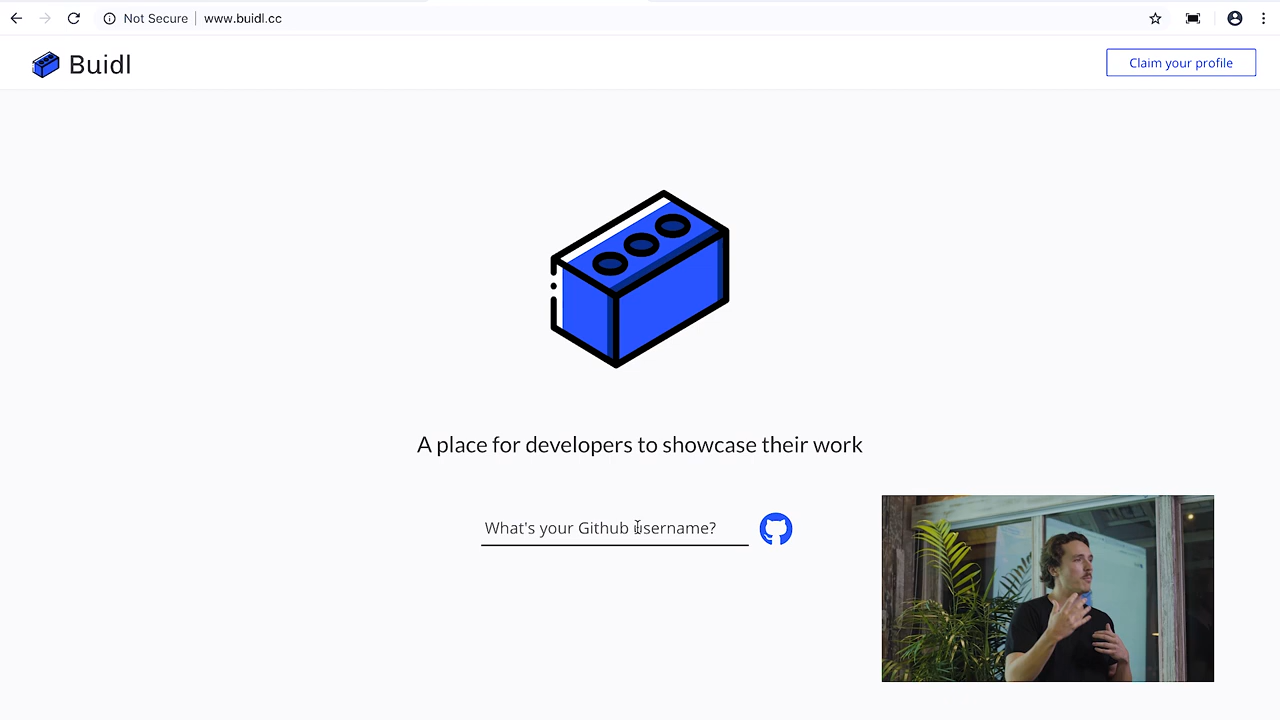 Not Secure | www.buidl.cc
Buidl
Claim your profile
A place for developers to showcase their work
What's your Github username?